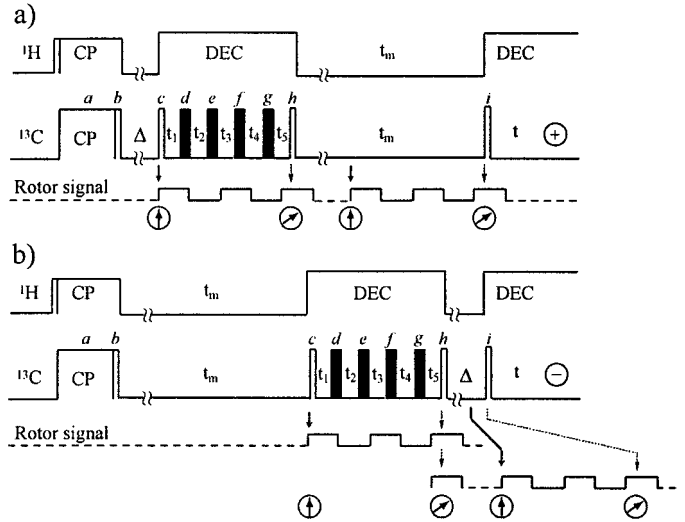 a)
¹H CP DEC tₘ DEC
a b c d e f g h i
¹³C CP Δ t₁ t₂ t₃ t₄ t₅ tₘ t +
Rotor signal
b)
¹H CP tₘ DEC DEC
a b c d e f g h i
¹³C CP tₘ t₁ t₂ t₃ t₄ t₅ Δ t −
Rotor signal